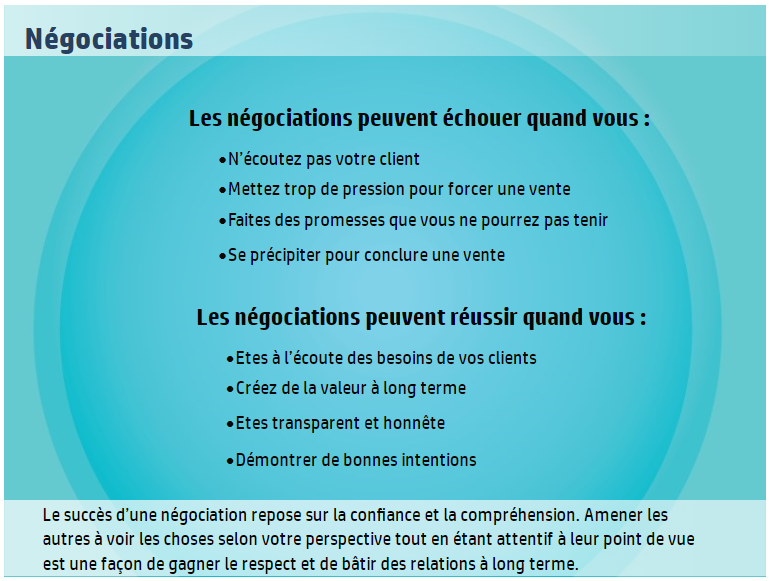 Négociations
Les négociations peuvent échouer quand vous :
•N'écoutez pas votre client
•Mettez trop de pression pour forcer une vente
•Faites des promesses que vous ne pourrez pas tenir
•Se précipiter pour conclure une vente
Les négociations peuvent réussir quand vous :
•Etes à l'écoute des besoins de vos clients
•Créez de la valeur à long terme
•Etes transparent et honnête
•Démontrer de bonnes intentions
Le succès d'une négociation repose sur la confiance et la compréhension. Amener les
autres à voir les choses selon votre perspective tout en étant attentif à leur point de vue
est une façon de gagner le respect et de bâtir des relations à long terme.